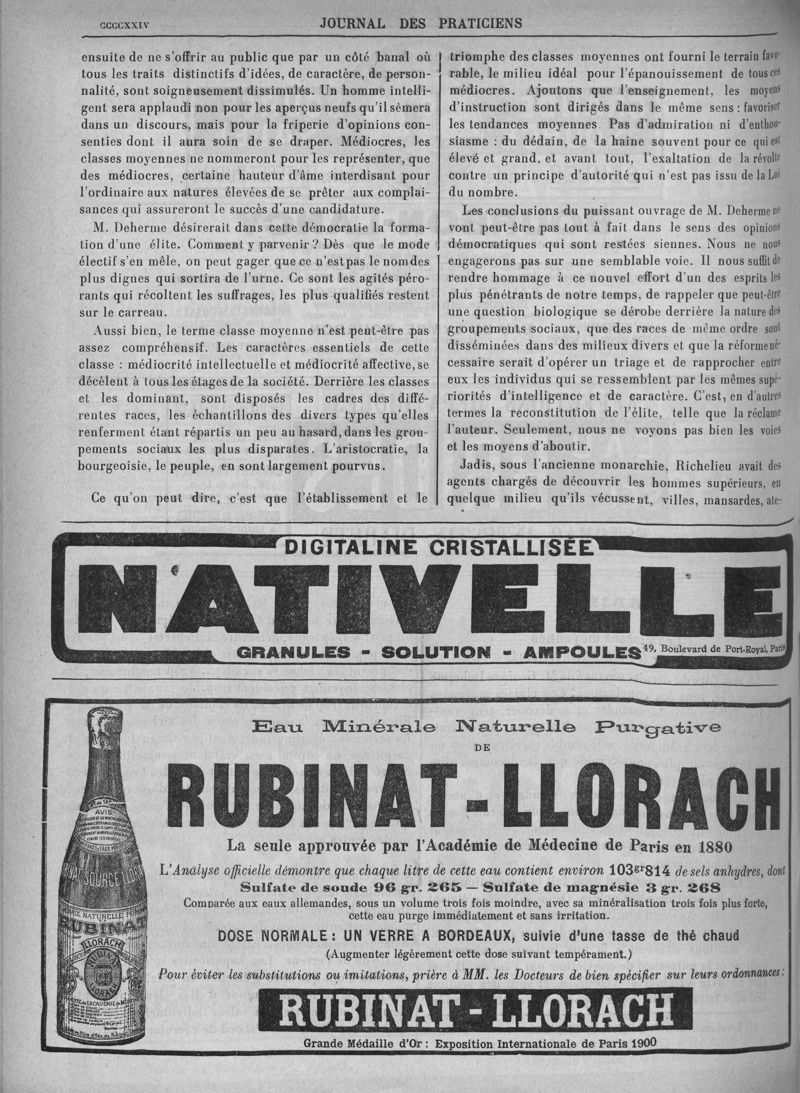 CCCCXXIV
JOURNAL DES PRATICIENS
ensuite de ne s'offrir au public que par un côté banal où
tous les traits distinctifs d'idées, de caractère, de person-
nalité, sont soigneusement dissimulés. Un homme intelli-
gent sera applaudi non pour les aperçus neufs qu'il sèmera
dans un discours, mais pour la friperie d'opinions con-
senties dont il aura soin de se draper. Médiocres, les
classes moyennes ne nommeront pour les représenter, que
des médiocres, certaine hauteur d'âme interdisant pour
l'ordinaire aux natures élevées de se prêter aux complai-
sances qui assureront le succès d'une candidature.
M. Deherme désirerait dans cette démocratie la forma-
tion d'une élite. Comment y parvenir ? Dès que le mode
électif s'en mêle, on peut gager que ce n'est pas le nom des
plus dignes qui sortira de l'urne. Ce sont les agités péro-
rants qui récoltent les suffrages, les plus qualifiés restent
sur le carreau.
Aussi bien, le terme classe moyenne n'est peut-être pas
assez compréhensif. Les caractères essentiels de cette
classe : médiocrité intellectuelle et médiocrité affective, se
décèlent à tous les étages de la société. Derrière les classes
et les dominant, sont disposés les cadres des diffé-
rentes races, les échantillons des divers types qu'elles
renferment étant répartis un peu au hasard, dans les grou-
pements sociaux les plus disparates. L'aristocratie, la
bourgeoisie, le peuple, en sont largement pourvus.
Ce qu'on peut dire, c'est que l'établissement et le
triomphe des classes moyennes ont fourni le terrain favo-
rable, le milieu idéal pour l'épanouissement de tous ces
médiocres. Ajoutons que l'enseignement, les moyens
d'instruction sont dirigés dans le même sens : favoriser
les tendances moyennes. Pas d'admiration ni d'enthou-
siasme : du dédain, de la haine souvent pour ce qui est
élevé et grand, et avant tout, l'exaltation de la révolte
contre un principe d'autorité qui n'est pas issu de la Loi
du nombre.
Les conclusions du puissant ouvrage de M. Deherme ne
vont peut-être pas tout à fait dans le sens des opinions
démocratiques qui sont restées siennes. Nous ne nous
engagerons pas sur une semblable voie. Il nous suffit de
rendre hommage à ce nouvel effort d'un des esprits les
plus pénétrants de notre temps, de rappeler que peut-être
une question biologique se dérobe derrière la nature des
groupements sociaux, que des races de même ordre sont
disséminées dans des milieux divers et que la réforme né-
cessaire serait d'opérer un triage et de rapprocher entre
eux les individus qui se ressemblent par les mêmes supé-
riorités d'intelligence et de caractère. C'est, en d'autres
termes la reconstitution de l'élite, telle que la réclame
l'auteur. Seulement, nous ne voyons pas bien les voies
et les moyens d'aboutir.
Jadis, sous l'ancienne monarchie, Richelieu avait des
agents chargés de découvrir les hommes supérieurs, en
quelque milieu qu'ils vécussent, villes, mansardes, ate-
DIGITALINE CRISTALLISÉE
NATIVELLE
GRANULES - SOLUTION - AMPOULES
49, Boulevard de Port-Royal, Paris
Eau Minérale Naturelle Purgative
DE
RUBINAT-LLORACH
La seule approuvée par l'Académie de Médecine de Paris en 1880
L'Analyse officielle démontre que chaque litre de cette eau contient environ 103gr814 de sels anhydres, dont
Sulfate de soude 96 gr. 265 — Sulfate de magnésie 3 gr. 268
Comparée aux eaux allemandes, sous un volume trois fois moindre, avec sa minéralisation trois fois plus forte,
cette eau purge immédiatement et sans irritation.
DOSE NORMALE : UN VERRE A BORDEAUX, suivie d'une tasse de thé chaud
(Augmenter légèrement cette dose suivant tempérament.)
Pour éviter les substitutions ou imitations, prière à MM. les Docteurs de bien spécifier sur leurs ordonnances :
RUBINAT-LLORACH
Grande Médaille d'Or : Exposition Internationale de Paris 1900
AVIS
SOURCE
RUBINAT
LLORACH
RUBINAT
LLORACH